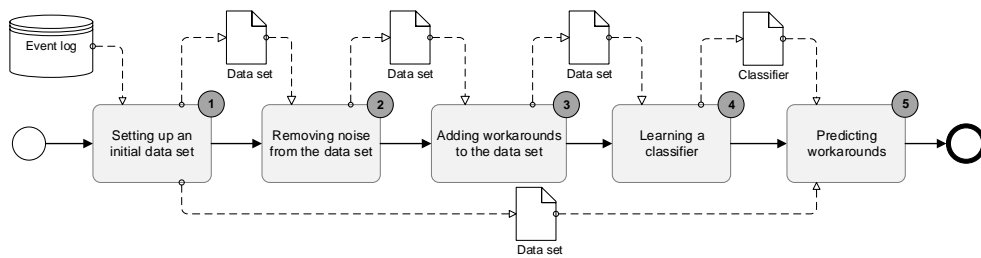 Event log
Data set
Data set
Data set
Classifier
1
2
3
4
5
Setting up an
initial data set
Removing noise
from the data set
Adding workarounds
to the data set
Learning a
classifier
Predicting
workarounds
Data set